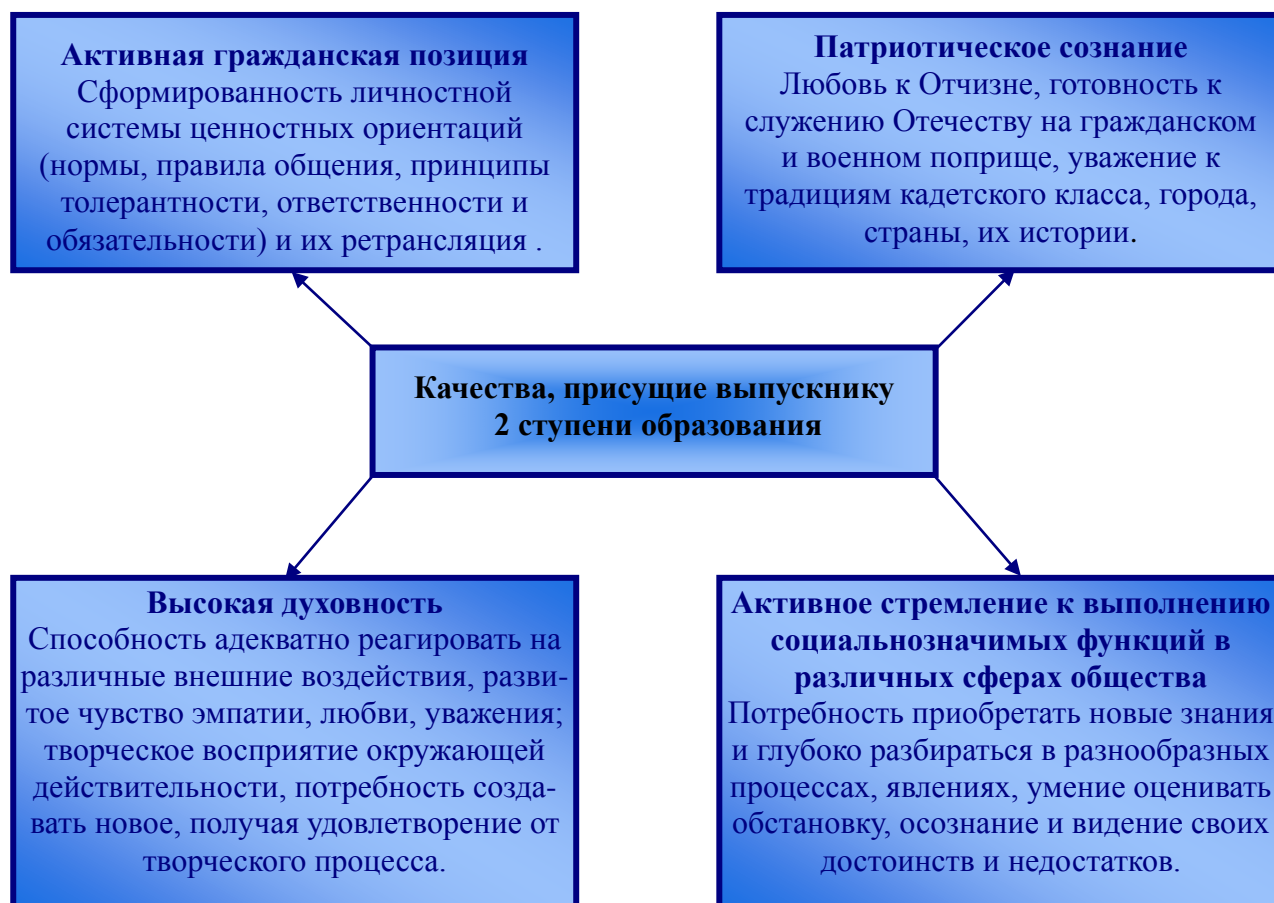 Активная гражданская позиция
Сформированность личностной
системы ценностных ориентаций
(нормы, правила общения, принципы
толерантности, ответственности и
обязательности) и их ретрансляция .
Патриотическое сознание
Любовь к Отчизне, готовность к
служению Отечеству на гражданском
и военном поприще, уважение к
традициям кадетского класса, города,
страны, их истории.
Качества, присущие выпускнику
2 ступени образования
Высокая духовность
Способность адекватно реагировать на
различные внешние воздействия, разви-
тое чувство эмпатии, любви, уважения;
творческое восприятие окружающей
действительности, потребность созда-
вать новое, получая удовлетворение от
творческого процесса.
Активное стремление к выполнению
социальнозначимых функций в
различных сферах общества
Потребность приобретать новые знания
и глубоко разбираться в разнообразных
процессах, явлениях, умение оценивать
обстановку, осознание и видение своих
достоинств и недостатков.